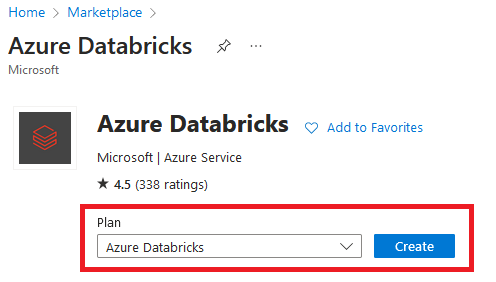 Home > Marketplace >
Azure Databricks ...
Microsoft
Azure Databricks
Add to Favorites
Microsoft | Azure Service
★ 4.5 (338 ratings)
Plan
Azure Databricks
Create